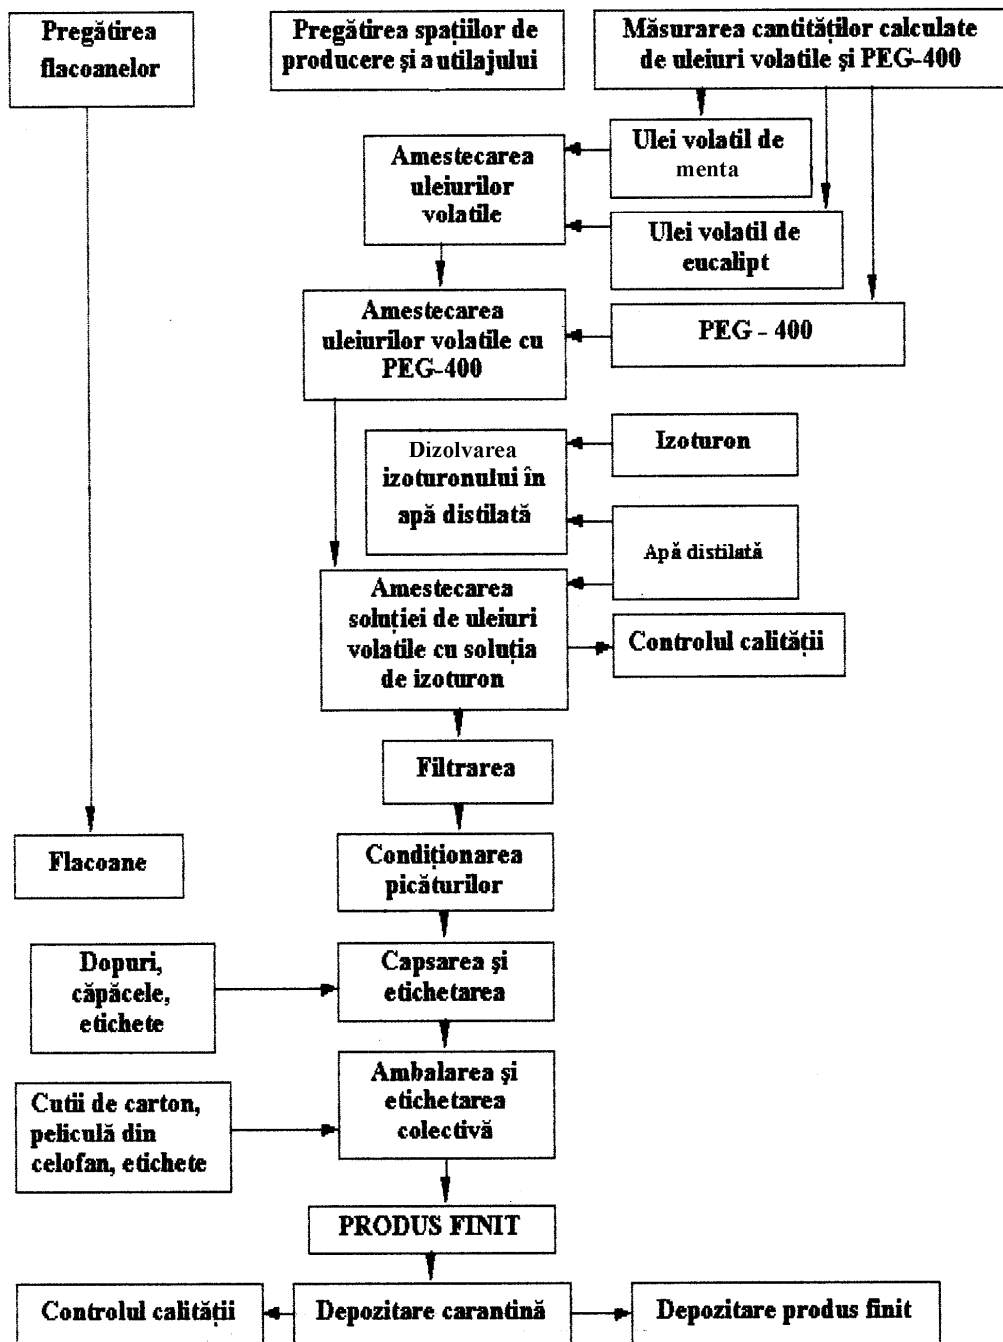 Pregătirea
flacoanelor
Pregătirea spațiilor de
producere și a utilajului
Măsurarea cantităților calculate
de uleiuri volatile și PEG-400
Ulei volatil de
menta
Amestecarea
uleiurilor
volatile
Ulei volatil de
eucalipt
Amestecarea
uleiurilor volatile cu
PEG-400
PEG - 400
Dizolvarea
izoturonului în
apă distilată
Izoturon
Apă distilată
Amestecarea
soluției de uleiuri
volatile cu soluția
de izoturon
Controlul calității
Filtrarea
Flacoane
Condiționarea
picăturilor
Dopuri,
căpăcele,
etichete
Capsarea și
etichetarea
Cutii de carton,
peliculă din
celofan, etichete
Ambalarea și
etichetarea
colectivă
PRODUS FINIT
Controlul calității
Depozitare carantină
Depozitare produs finit